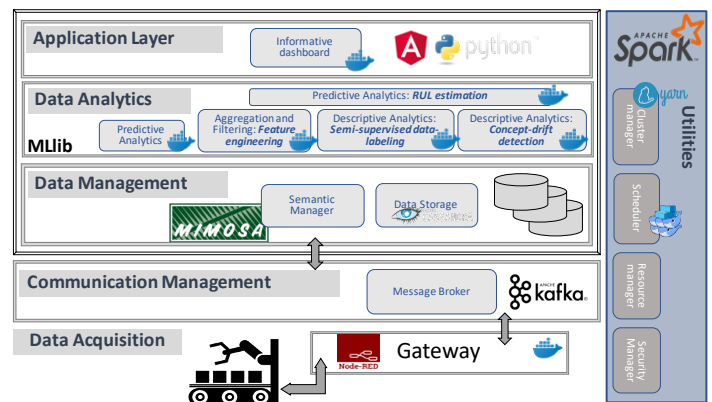 Application Layer
Informative
dashboard
A
python
Data Analytics
Predictive Analytics: RUL estimation
MLlib
Predictive
Analytics
Aggregation and
Filtering: Feature
engineering
Descriptive Analytics:
Semi-supervised data-
labeling
Descriptive Analytics:
Concept-drift
detection
Data Management
MIMOSA
Semantic
Manager
Data Storage
Communication Management
Message Broker
APACHE
kafka
Data Acquisition
Node-RED
Gateway
APACHE
Spark
yarn
Utilities
Cluster
manager
Scheduler
Resource
manager
Security
Manager